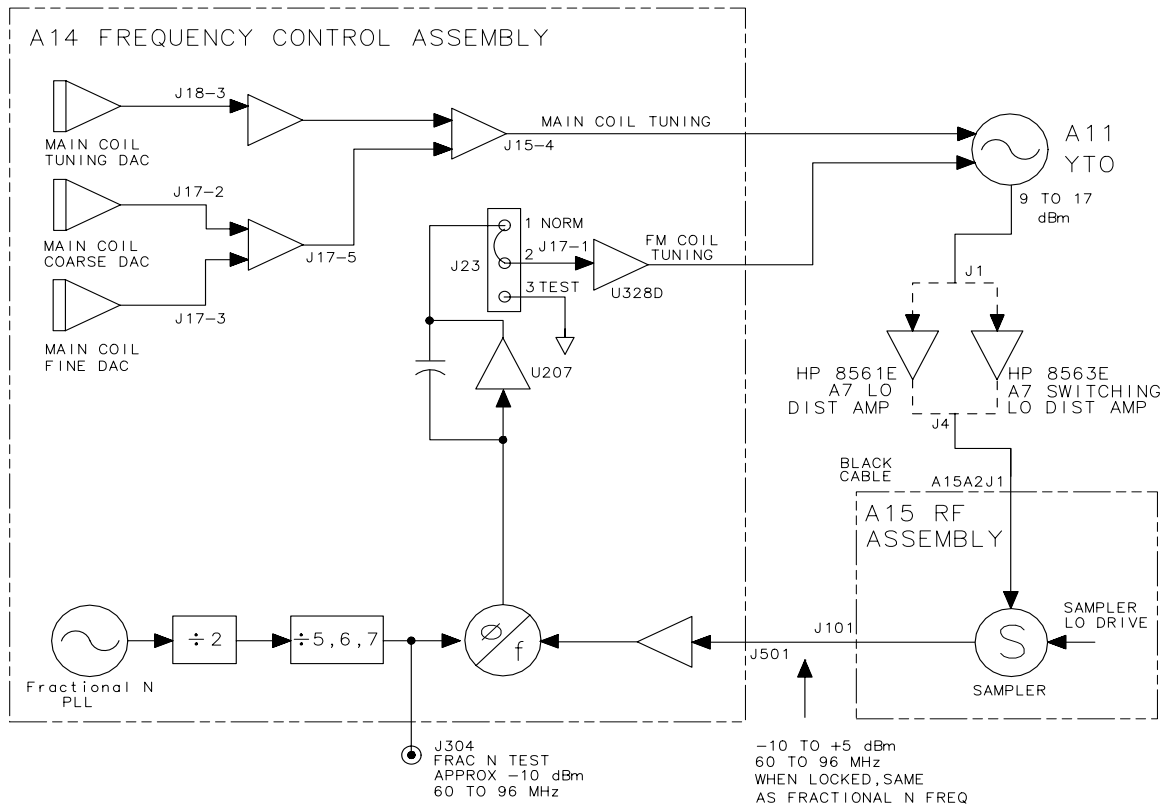 A14 FREQUENCY CONTROL ASSEMBLY
J18-3
MAIN COIL
TUNING DAC
MAIN COIL TUNING
J15-4
A11
YTO
J17-2
MAIN COIL
COARSE DAC
J17-5
9 TO 17
dBm
1 NORM
J17-1
2
J23
3 TEST
FM COIL
TUNING
U328D
J17-3
MAIN COIL
FINE DAC
U207
J1
HP 8561E
A7 LO
DIST AMP
HP 8563E
A7 SWITCHING
LO DIST AMP
J4
BLACK
CABLE
A15A2J1
A15 RF
ASSEMBLY
SAMPLER
LO DRIVE
Fractional N
PLL
÷2
÷5,6,7
Ø
f
J501
J101
S
SAMPLER
J304
FRAC N TEST
APPROX -10 dBm
60 TO 96 MHz
-10 TO +5 dBm
60 TO 96 MHz
WHEN LOCKED,SAME
AS FRACTIONAL N FREQ